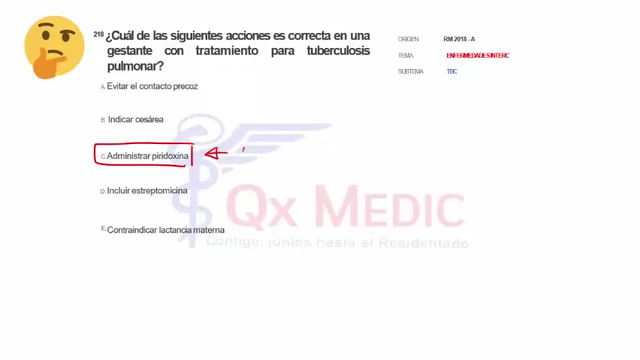 218 ¿Cuál de las siguientes acciones es correcta en una
gestante con tratamiento para tuberculosis
pulmonar?
A Evitar el contacto precoz
B Indicar cesárea
C. Administrar piridoxina
D Incluir estreptomicina
E. Contraindicar lactancia materna
ORIGEN RM 2018 - A
TEMA ENFERMEDADES INTERC
SUBTEMA TBC
Qx MEDIC
Contigo, juntos hasta el Residentado